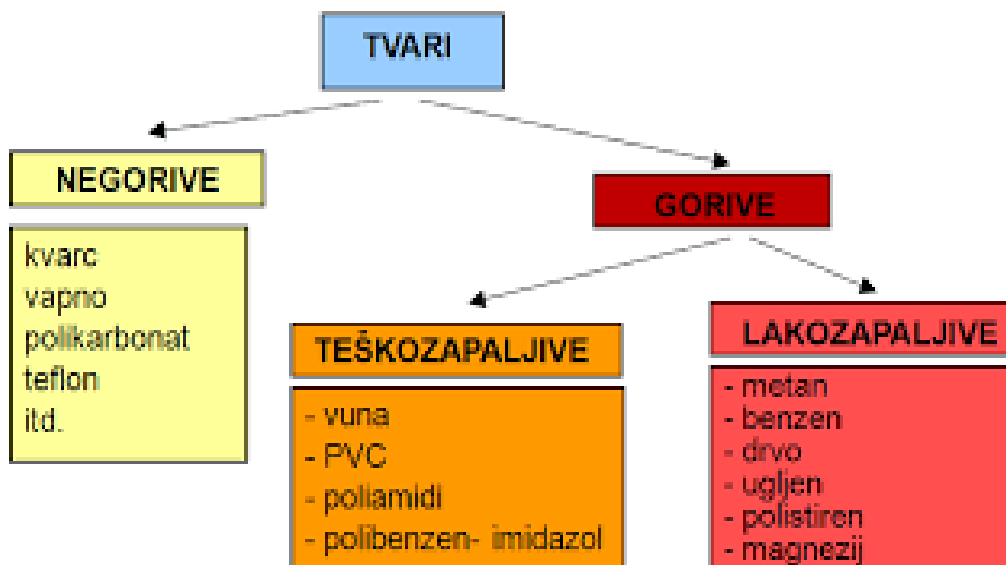 TVARI
NEGORIVE
kvarc
vapno
polikarbonat
teflon
itd.
GORIVE
TEŠKOZAPALJIVE
- vuna
- PVC
- poliamidi
- polibenzen- imidazol
LAKOZAPALJIVE
- metan
- benzen
- drvo
- ugljen
- polistiren
- magnezij